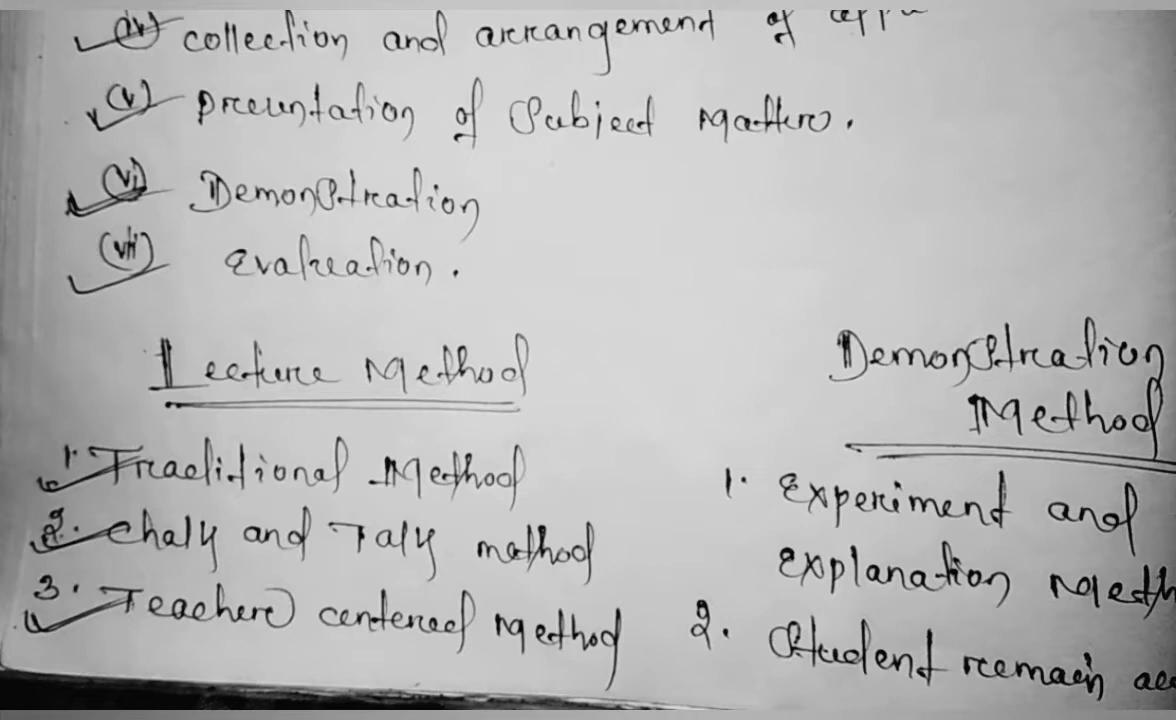 (iv) collection and arrangement of
(v) presentation of Subject Matter.
(vi) Demonstration
(vii) Evaluation.
Lecture Method
1. Traditional Method
2. Chalk and Talk method
3. Teacher centered method
Demonstration
Method
1. Experiment and
explanation Meth
2. Student remain